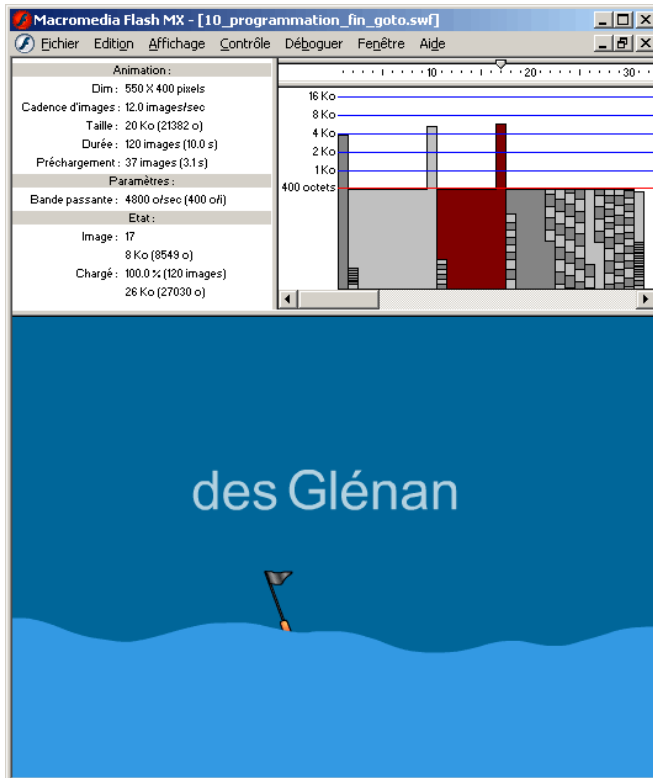 Macromedia Flash MX - [10_programmation_fin_goto.swf]
Fichier Edition Affichage Contrôle Déboguer Fenêtre Aide
Animation :
Dim : 550 X 400 pixels
Cadence d'images : 12.0 images/sec
Taille : 20 Ko (21382 o)
Durée : 120 images (10.0 s)
Préchargement : 37 images (3.1 s)
Paramètres :
Bande passante : 4800 o/sec (400 o/i)
Etat :
Image : 17
8 Ko (8549 o)
Chargé : 100.0 % (120 images)
26 Ko (27030 o)
10 20 30
16 Ko
8 Ko
4 Ko
2 Ko
1 Ko
400 octets
des Glénan